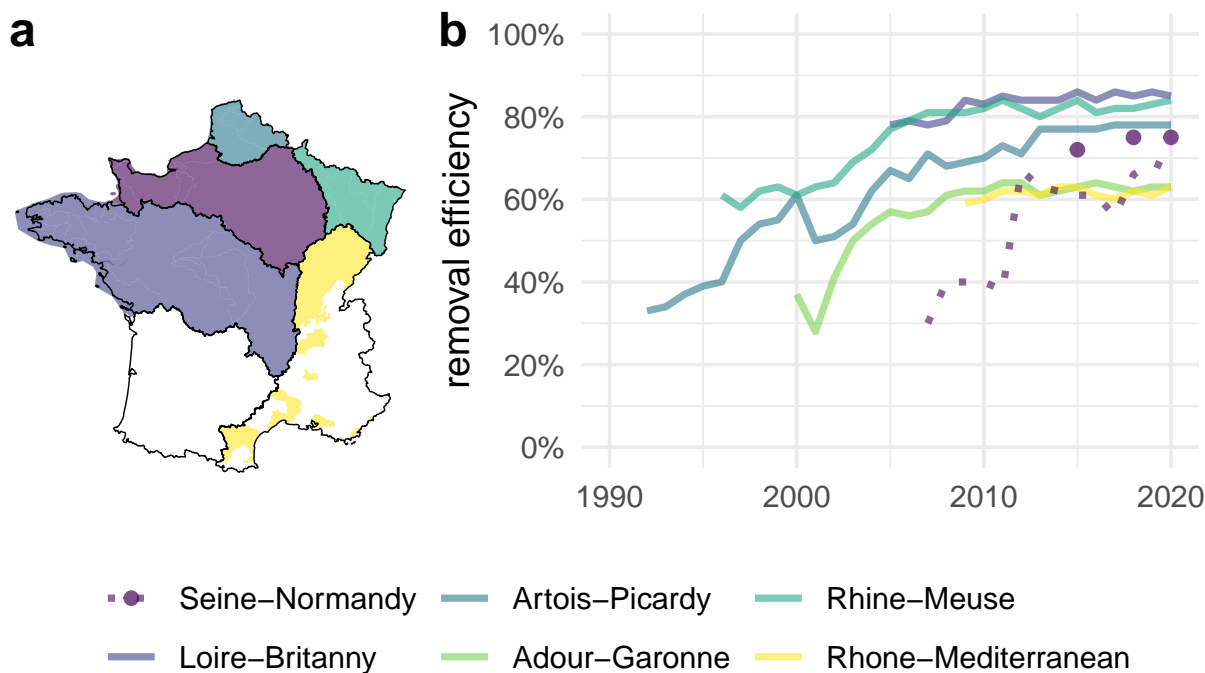 a
b
removal efficiency
100%
80%
60%
40%
20%
0%
1990 2000 2010 2020
Seine−Normandy Artois−Picardy Rhine−Meuse
Loire−Britanny Adour−Garonne Rhone−Mediterranean